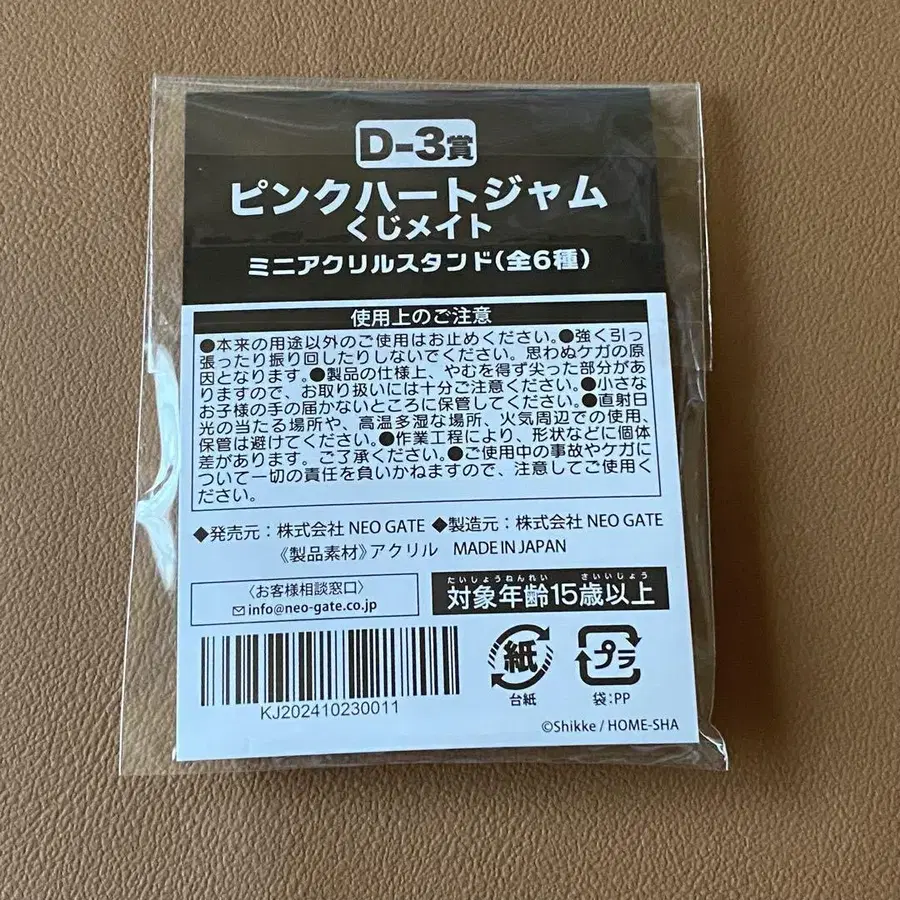 D-3賞
ピンクハートジャム
くじメイト
ミニアクリルスタンド(全6種)
使用上のご注意
●本来の用途以外のご使用はお止めください。●強く引っ
張ったり振り回したりしないでください。思わぬケガの原
因となります。●製品の仕様上、やむを得ず尖った部分があ
りますので、お取り扱いには十分ご注意ください。●小さな
お子様の手の届かないところに保管してください。●直射日
光の当たる場所や、高温多湿な場所、火気周辺での使用、
保管は避けてください。●作業工程により、形状などに個体
差があります。ご了承ください。●ご使用中の事故やケガに
ついて一切の責任を負いかねますので、注意してご使用く
ださい。
◆発売元：株式会社 NEO GATE ◆製造元：株式会社 NEO GATE
《製品素材》アクリル MADE IN JAPAN
〈お客様相談窓口〉
✉info@neo-gate.co.jp
たいしょうねんれい さいいじょう
対象年齢15歳以上
紙
台紙
プラ
袋:PP
KJ202410230011
©Shikke / HOME-SHA